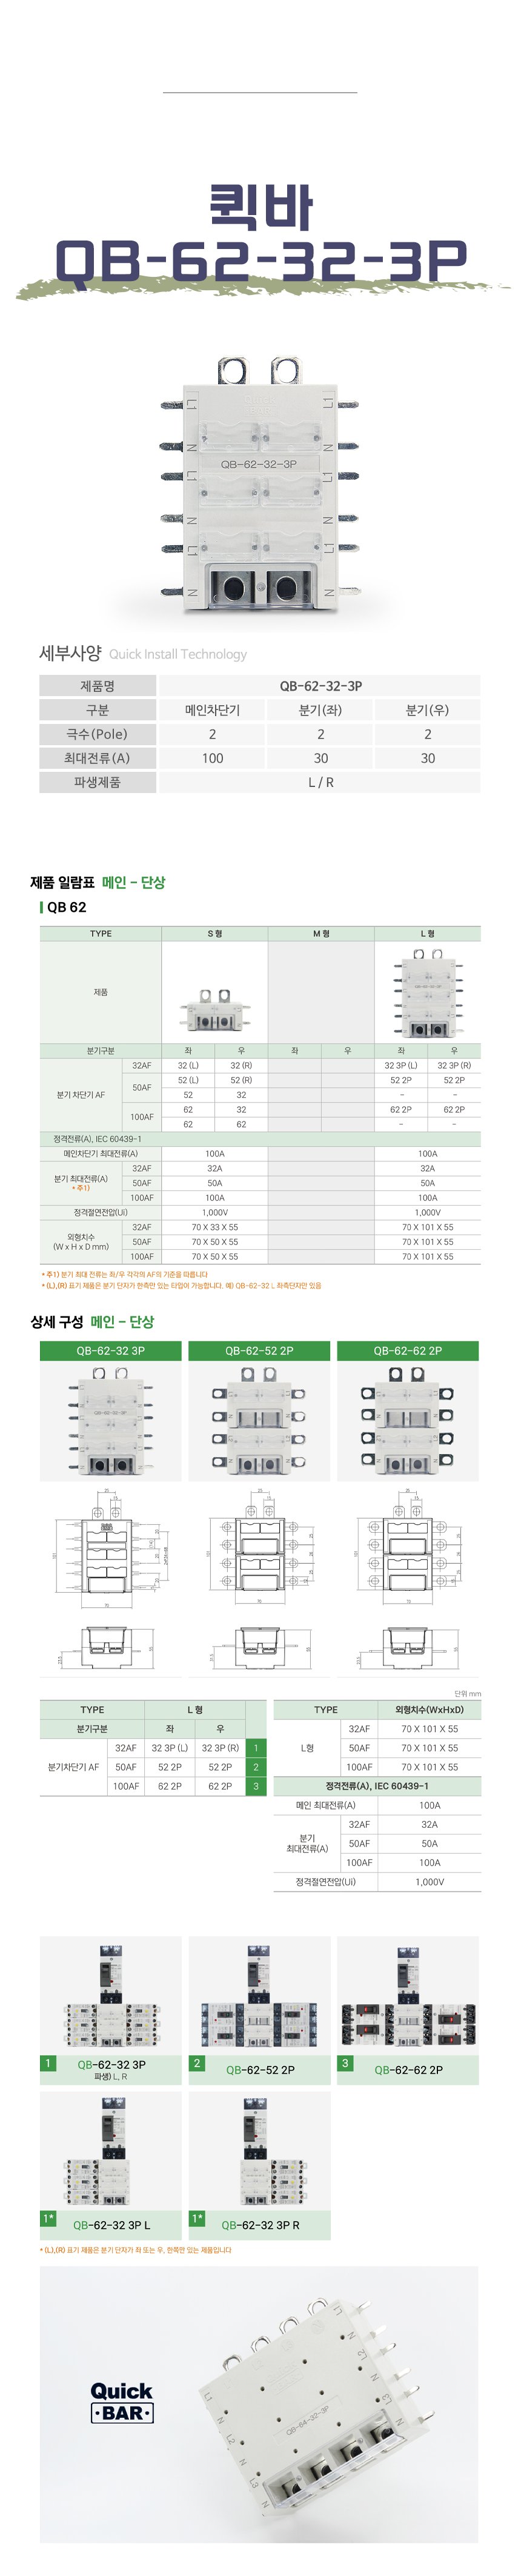 퀵바
QB-62-32-3P
L1 L1
N N
QB-62-32-3P
L1 L1
N N
L1 L1
N N
세부사양 Quick Install Technology
제품명 QB-62-32-3P
구분 메인차단기 분기(좌) 분기(우)
극수(Pole) 2 2 2
최대전류(A) 100 30 30
파생제품 L / R
제품 일람표 메인 - 단상
QB 62
TYPE S 형 M 형 L 형
제품
분기구분 좌 우 좌 우 좌 우
분기 차단기 AF
32AF 32 (L) 32 (R) 32 3P (L) 32 3P (R)
50AF 52 (L) 52 (R) 52 2P 52 2P
52 32 - -
100AF 62 32 62 2P 62 2P
62 62 - -
정격전류(A), IEC 60439-1
메인차단기 최대전류(A) 100A 100A
분기 최대전류(A)
* 주1)
32AF 32A 32A
50AF 50A 50A
100AF 100A 100A
정격절연전압(Ui) 1,000V 1,000V
외형치수
(W x H x D mm)
32AF 70 X 33 X 55 70 X 101 X 55
50AF 70 X 50 X 55 70 X 101 X 55
100AF 70 X 50 X 55 70 X 101 X 55
* 주1) 분기 최대 전류는 좌/우 각각의 AF의 기준을 따릅니다
* (L),(R) 표기 제품은 분기 단자가 한측만 있는 타입이 가능합니다. 예) QB-62-32 L 좌측단자만 있음
상세 구성 메인 - 단상
QB-62-32 3P QB-62-52 2P QB-62-62 2P
단위 mm
TYPE L 형
분기구분 좌 우
분기차단기 AF
32AF 32 3P (L) 32 3P (R) 1
50AF 52 2P 52 2P 2
100AF 62 2P 62 2P 3
TYPE 외형치수(WxHxD)
L형
32AF 70 X 101 X 55
50AF 70 X 101 X 55
100AF 70 X 101 X 55
정격전류(A), IEC 60439-1
메인 최대전류(A) 100A
분기
최대전류(A)
32AF 32A
50AF 50A
100AF 100A
정격절연전압(Ui) 1,000V
1 QB-62-32 3P
파생) L, R
2 QB-62-52 2P
3 QB-62-62 2P
1* QB-62-32 3P L
1* QB-62-32 3P R
* (L),(R) 표기 제품은 분기 단자가 좌 또는 우, 한쪽만 있는 제품입니다
Quick
BAR
L1
N
L2
N
L3
N
QB-64-32-3P